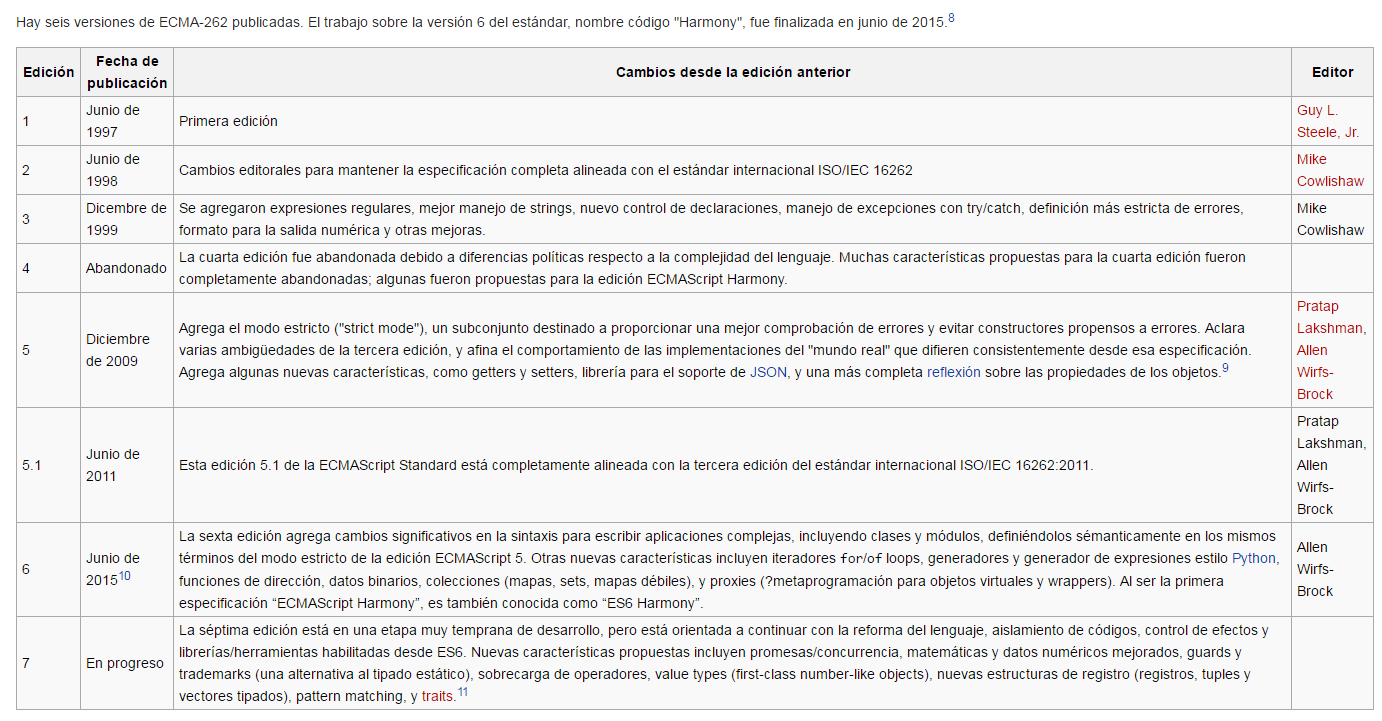 Hay seis versiones de ECMA-262 publicadas. El trabajo sobre la versión 6 del estándar, nombre código "Harmony", fue finalizada en junio de 2015.8
Edición
Fecha de
publicación
Cambios desde la edición anterior
Editor
1
Junio de
1997
Primera edición
Guy L.
Steele, Jr.
2
Junio de
1998
Cambios editorales para mantener la especificación completa alineada con el estándar internacional ISO/IEC 16262
Mike
Cowlishaw
3
Dicembre de
1999
Se agregaron expresiones regulares, mejor manejo de strings, nuevo control de declaraciones, manejo de excepciones con try/catch, definición más estricta de errores,
formato para la salida numérica y otras mejoras.
Mike
Cowlishaw
4
Abandonado
La cuarta edición fue abandonada debido a diferencias políticas respecto a la complejidad del lenguaje. Muchas características propuestas para la cuarta edición fueron
completamente abandonadas; algunas fueron propuestas para la edición ECMAScript Harmony.
5
Diciembre
de 2009
Agrega el modo estricto ("strict mode"), un subconjunto destinado a proporcionar una mejor comprobación de errores y evitar constructores propensos a errores. Aclara
varias ambigüedades de la tercera edición, y afina el comportamiento de las implementaciones del "mundo real" que difieren consistentemente desde esa especificación.
Agrega algunas nuevas características, como getters y setters, librería para el soporte de JSON, y una más completa reflexión sobre las propiedades de los objetos.9
Pratap
Lakshman,
Allen
Wirfs-
Brock
5.1
Junio de
2011
Esta edición 5.1 de la ECMAScript Standard está completamente alineada con la tercera edición del estándar internacional ISO/IEC 16262:2011.
Pratap
Lakshman,
Allen
Wirfs-
Brock
6
Junio de
201510
La sexta edición agrega cambios significativos en la sintaxis para escribir aplicaciones complejas, incluyendo clases y módulos, definiéndolos sémanticamente en los mismos
términos del modo estricto de la edición ECMAScript 5. Otras nuevas características incluyen iteradores for/of loops, generadores y generador de expresiones estilo Python,
funciones de dirección, datos binarios, colecciones (mapas, sets, mapas débiles), y proxies (?metaprogramación para objetos virtuales y wrappers). Al ser la primera
especificación “ECMAScript Harmony”, es también conocida como “ES6 Harmony”.
Allen
Wirfs-
Brock
7
En progreso
La séptima edición está en una etapa muy temprana de desarrollo, pero está orientada a continuar con la reforma del lenguaje, aislamiento de códigos, control de efectos y
librerías/herramientas habilitadas desde ES6. Nuevas características propuestas incluyen promesas/concurrencia, matemáticas y datos numéricos mejorados, guards y
trademarks (una alternativa al tipado estático), sobrecarga de operadores, value types (first-class number-like objects), nuevas estructuras de registro (registros, tuples y
vectores tipados), pattern matching, y traits.11